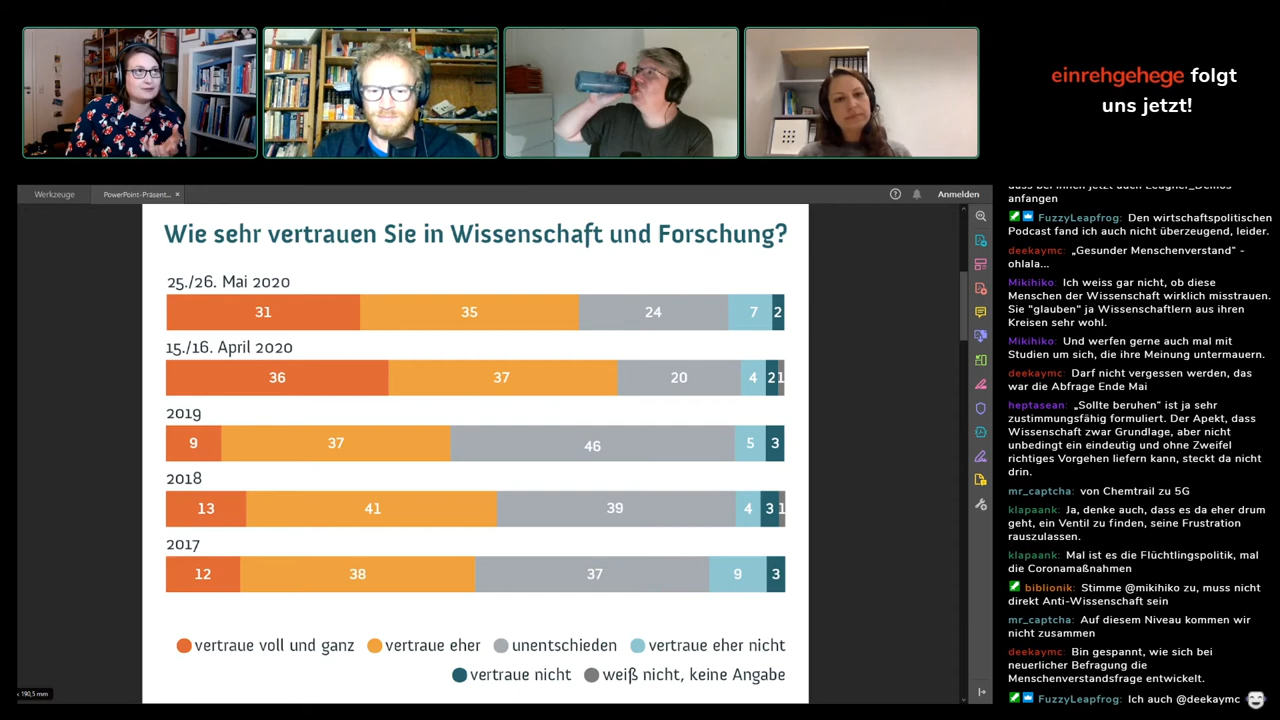 einrehgehege folgt
uns jetzt!
Werkzeuge
PowerPoint-Präsent... ×
Anmelden
Wie sehr vertrauen Sie in Wissenschaft und Forschung?
25./26. Mai 2020
31 35 24 7 2
15./16. April 2020
36 37 20 4 2 1
2019
9 37 46 5 3
2018
13 41 39 4 3 1
2017
12 38 37 9 3
vertraue voll und ganz vertraue eher unentschieden vertraue eher nicht
vertraue nicht weiß nicht, keine Angabe
190,5 mm
dass bei Ihnen jetzt auch Leugner_Demos
anfangen
FuzzyLeapfrog: Den wirtschaftspolitischen
Podcast fand ich auch nicht überzeugend, leider.
deekaymc: „Gesunder Menschenverstand“ -
ohlala...
Mikihiko: Ich weiss gar nicht, ob diese
Menschen der Wissenschaft wirklich misstrauen.
Sie "glauben" ja Wissenschaftlern aus ihren
Kreisen sehr wohl.
Mikihiko: Und werfen gerne auch mal mit
Studien um sich, die ihre Meinung untermauern.
deekaymc: Darf nicht vergessen werden, das
war die Abfrage Ende Mai
heptasean: „Sollte beruhen“ ist ja sehr
zustimmungsfähig formuliert. Der Apekt, dass
Wissenschaft zwar Grundlage, aber nicht
unbedingt ein eindeutig und ohne Zweifel
richtiges Vorgehen liefern kann, steckt da nicht
drin.
mr_captcha: von Chemtrail zu 5G
klapaank: Ja, denke auch, dass es da eher drum
geht, ein Ventil zu finden, seine Frustration
rauszulassen.
klapaank: Mal ist es die Flüchtlingspolitik, mal
die Coronamaßnahmen
biblionik: Stimme @mikihiko zu, muss nicht
direkt Anti-Wissenschaft sein
mr_captcha: Auf diesem Niveau kommen wir
nicht zusammen
deekaymc: Bin gespannt, wie sich bei
neuerlicher Befragung die
Menschenverstandsfrage entwickelt.
FuzzyLeapfrog: Ich auch @deekaymc